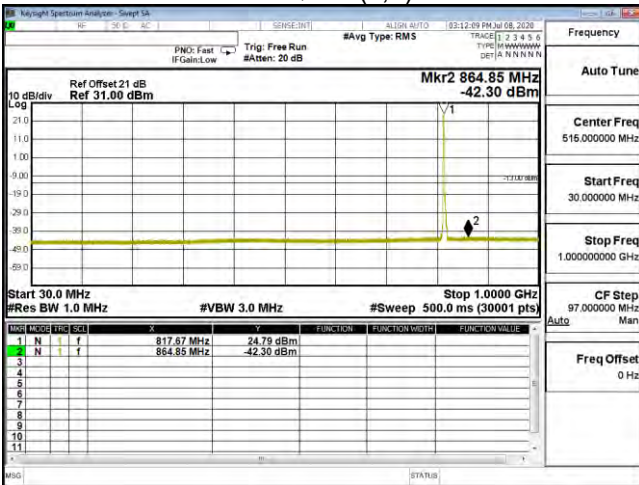 Keysight Spectrum Analyzer - Swept SA
RF 50 Ω AC SENSE:INT ALIGN AUTO 03:12:09 PM Jul 08, 2020
#Avg Type: RMS TRACE 1 2 3 4 5 6
PNO: Fast Trig: Free Run TYPE M WWWWW
IFGain:Low #Atten: 20 dB DET A N N N N N
Frequency
Auto Tune
Mkr2 864.85 MHz
Ref Offset 21 dB
10 dB/div Ref 31.00 dBm -42.30 dBm
Log
21.0
11.0
1.00
-9.00
-13.00 dBm
-19.0
-29.0
-39.0
-49.0
-59.0
1
2
Center Freq
515.000000 MHz
Start Freq
30.000000 MHz
Stop Freq
1.000000000 GHz
Start 30.0 MHz Stop 1.0000 GHz
#Res BW 1.0 MHz #VBW 3.0 MHz #Sweep 500.0 ms (30001 pts)
CF Step
97.000000 MHz
Auto Man
MKR MODE TRC SCL X Y FUNCTION FUNCTION WIDTH FUNCTION VALUE
1 N 1 f 817.67 MHz 24.79 dBm
2 N 1 f 864.85 MHz -42.30 dBm
3
4
5
6
7
8
9
10
11
Freq Offset
0 Hz
MSG STATUS